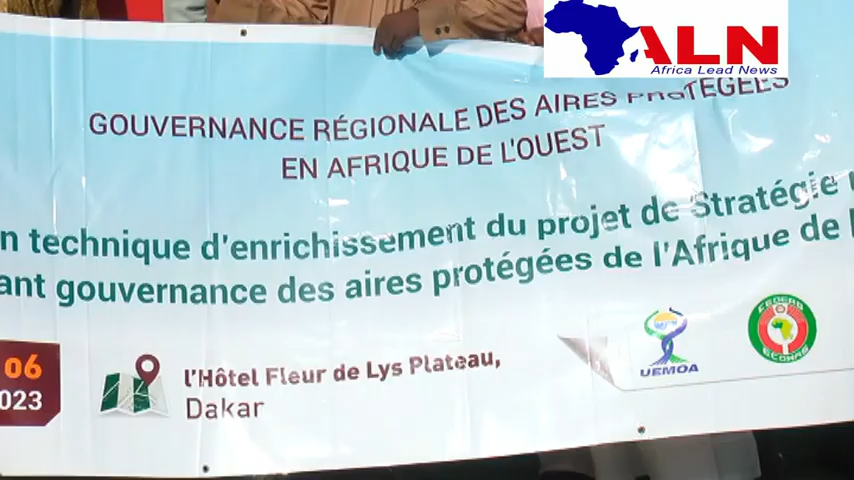 ALN
Africa Lead News
GOUVERNANCE RÉGIONALE DES AIRES PROTÉGÉES
EN AFRIQUE DE L'OUEST
n technique d'enrichissement du projet de Stratégie
ant gouvernance des aires protégées de l'Afrique de l
06
023
l'Hôtel Fleur de Lys Plateau,
Dakar
UEMOA
CEDEAO
ECOWAS